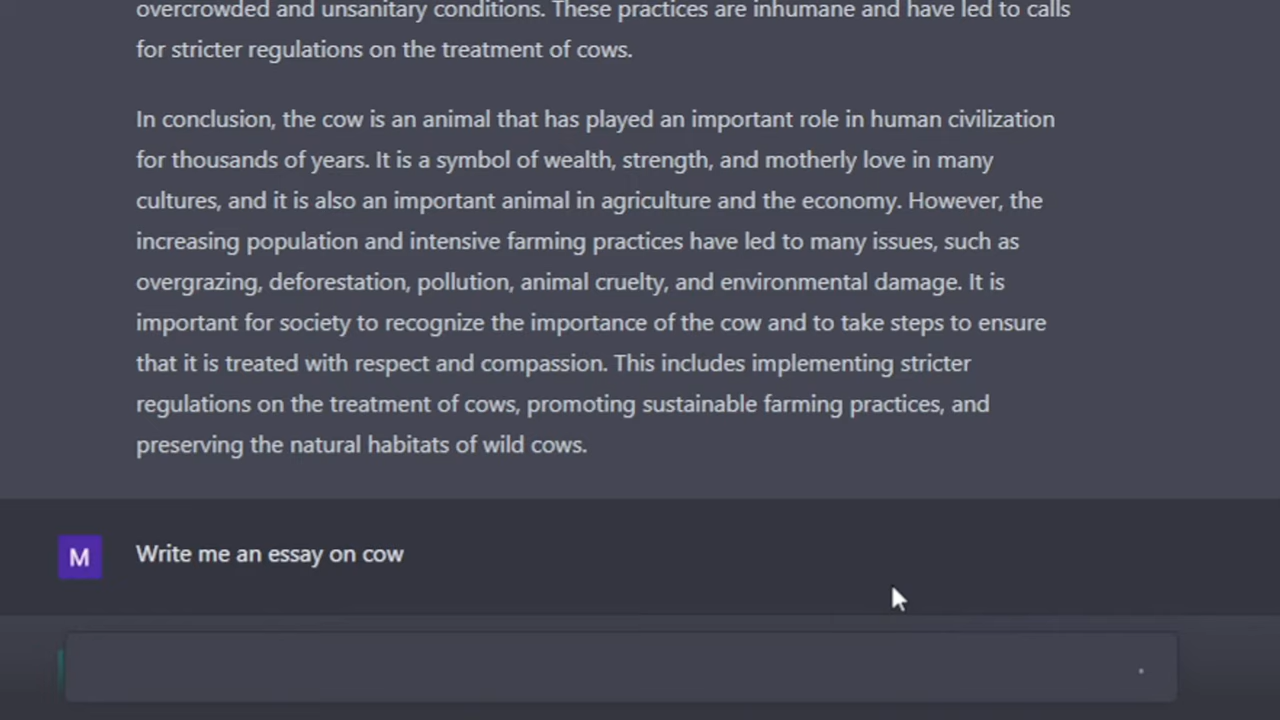 overcrowded and unsanitary conditions. These practices are inhumane and have led to calls
for stricter regulations on the treatment of cows.
In conclusion, the cow is an animal that has played an important role in human civilization
for thousands of years. It is a symbol of wealth, strength, and motherly love in many
cultures, and it is also an important animal in agriculture and the economy. However, the
increasing population and intensive farming practices have led to many issues, such as
overgrazing, deforestation, pollution, animal cruelty, and environmental damage. It is
important for society to recognize the importance of the cow and to take steps to ensure
that it is treated with respect and compassion. This includes implementing stricter
regulations on the treatment of cows, promoting sustainable farming practices, and
preserving the natural habitats of wild cows.
M Write me an essay on cow